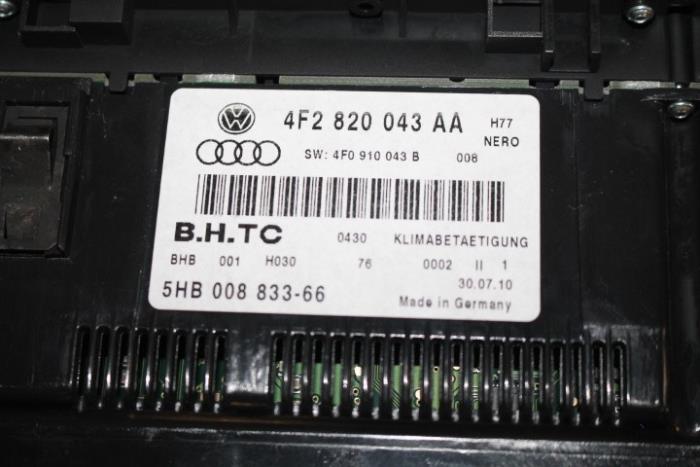 4F2 820 043 AA H77
NERO
SW: 4F0 910 043 B 008
B.H.TC 0430 KLIMABETAETIGUNG
BHB 001 H030 76 0002 II 1
30.07.10
5HB 008 833-66 Made in Germany